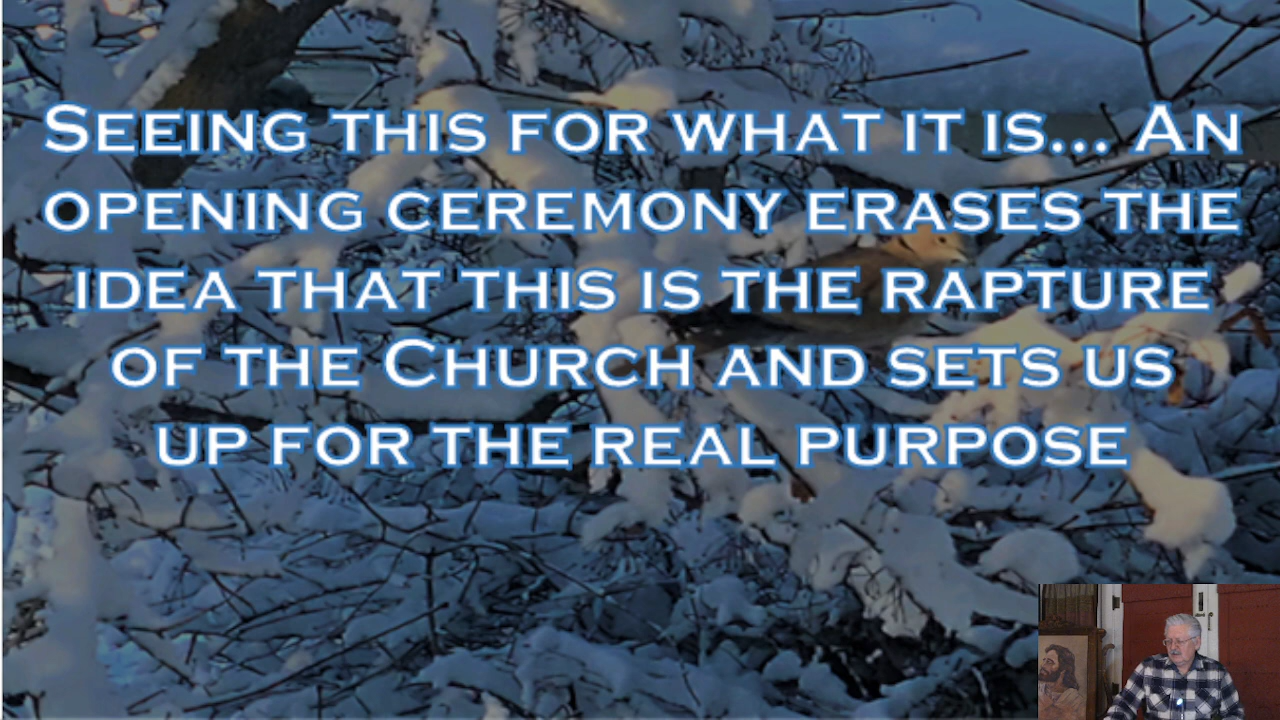 Seeing this for what it is... An
opening ceremony erases the
idea that this is the rapture
of the Church and sets us
up for the real purpose